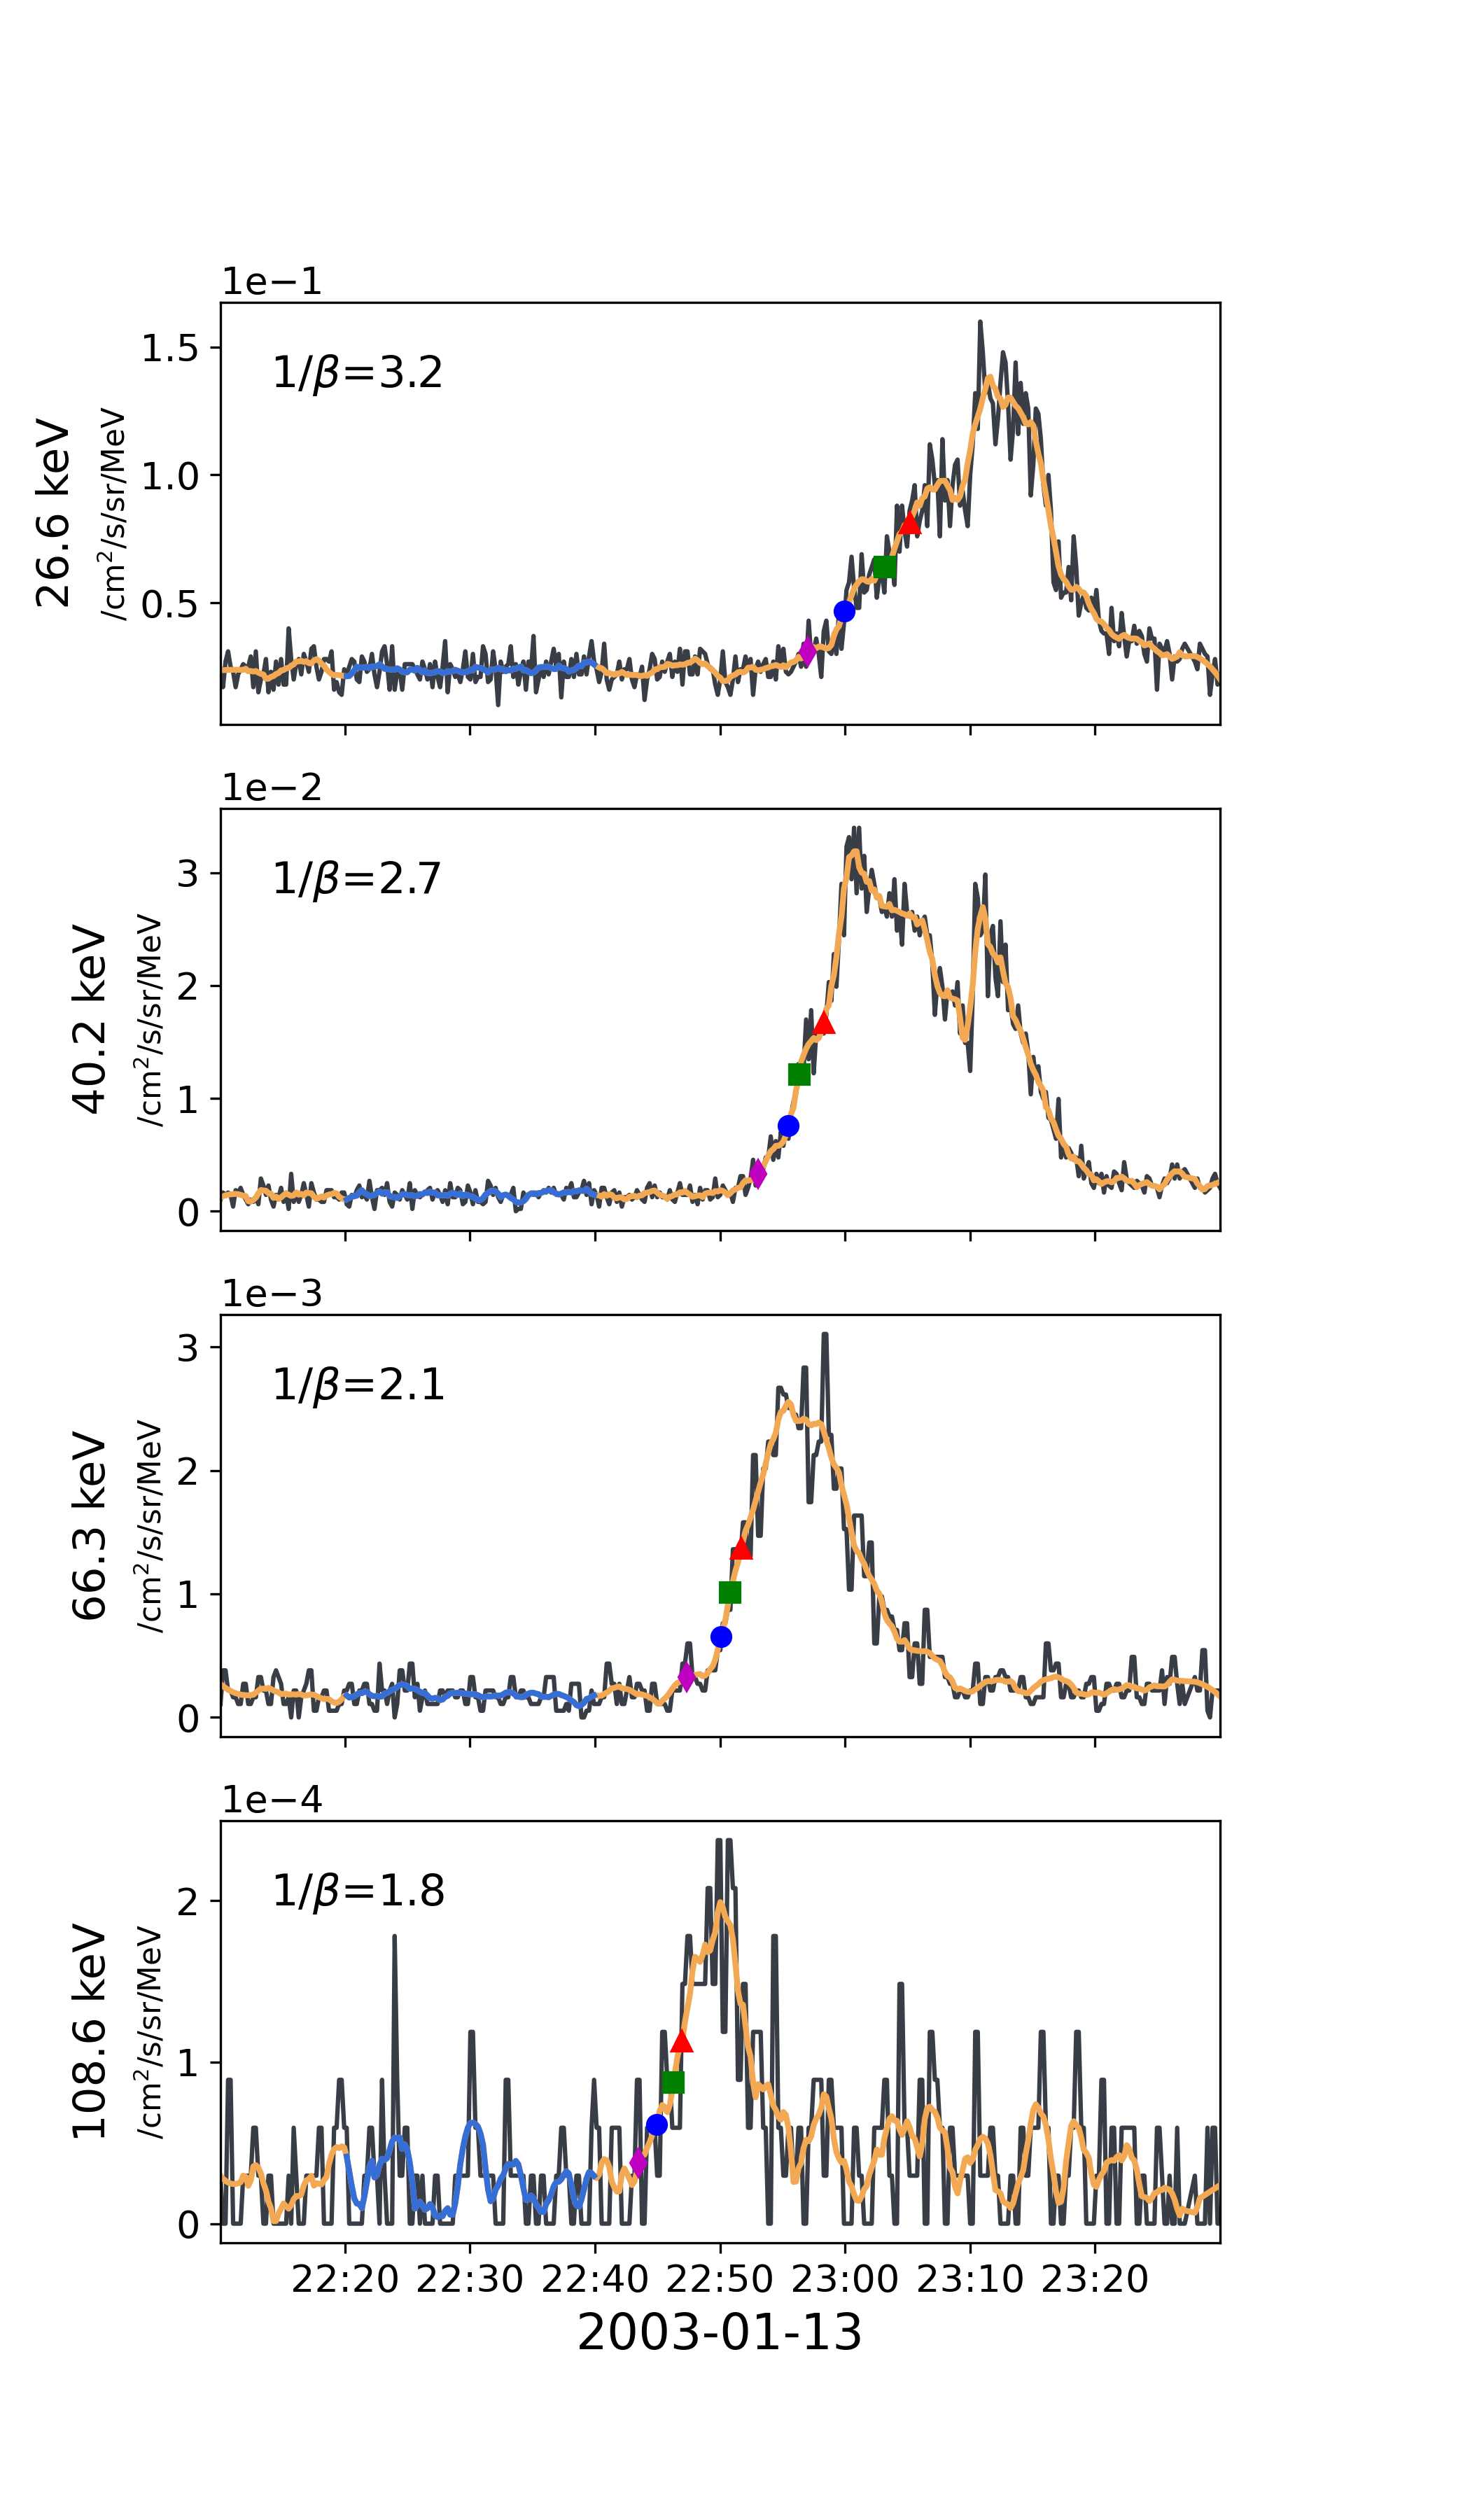 1e−1
1/β=3.2
1.5
1.0
0.5
26.6 keV
/cm²/s/sr/MeV
1e−2
1/β=2.7
3
2
1
0
40.2 keV
/cm²/s/sr/MeV
1e−3
1/β=2.1
3
2
1
0
66.3 keV
/cm²/s/sr/MeV
1e−4
1/β=1.8
2
1
0
108.6 keV
/cm²/s/sr/MeV
22:20 22:30 22:40 22:50 23:00 23:10 23:20
2003-01-13